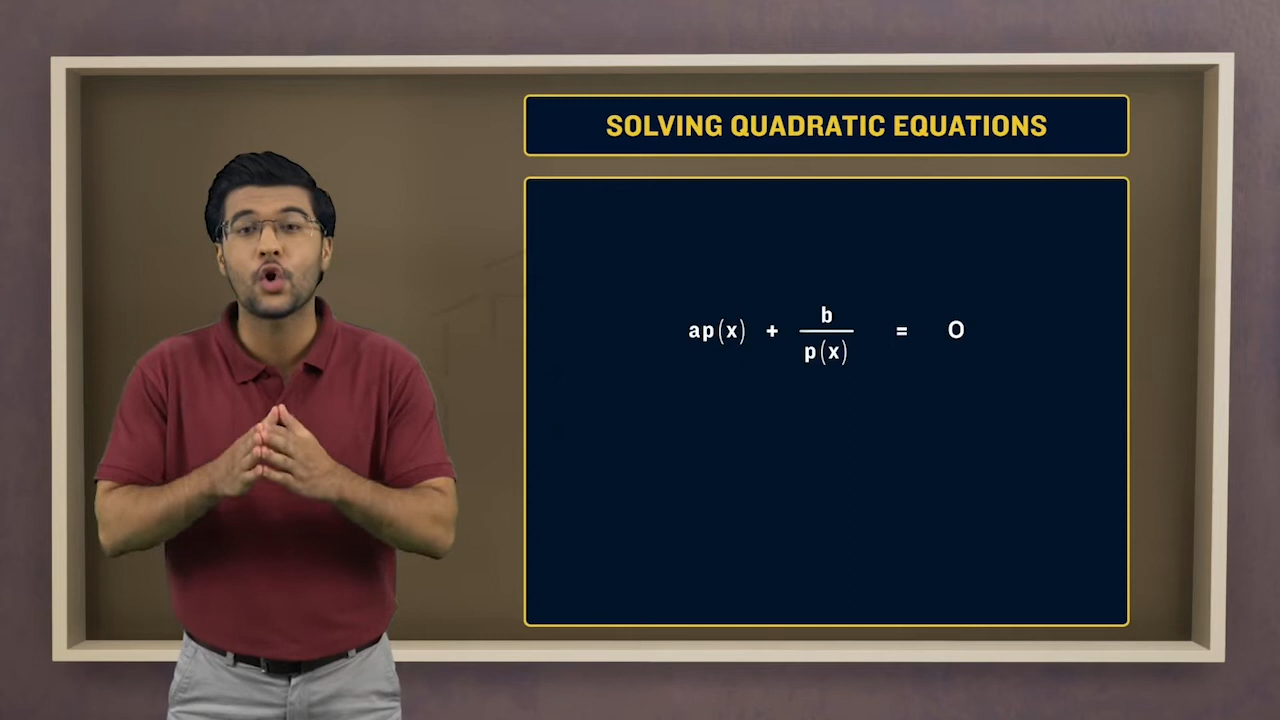 SOLVING QUADRATIC EQUATIONS
ap(x) + b/p(x) = 0